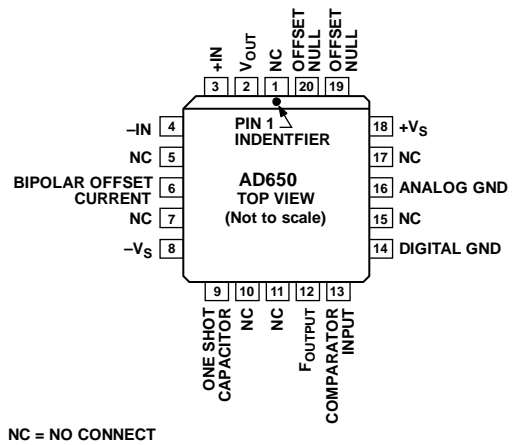 +IN
VOUT
NC
OFFSET
NULL
OFFSET
NULL
3
2
1
20
19
–IN 4
PIN 1
INDENTFIER
18 +VS
NC 5
17 NC
BIPOLAR OFFSET
CURRENT
6
AD650
TOP VIEW
(Not to scale)
16 ANALOG GND
NC 7
15 NC
–VS 8
14 DIGITAL GND
9
10
11
12
13
ONE SHOT
CAPACITOR
NC
NC
FOUTPUT
COMPARATOR
INPUT
NC = NO CONNECT